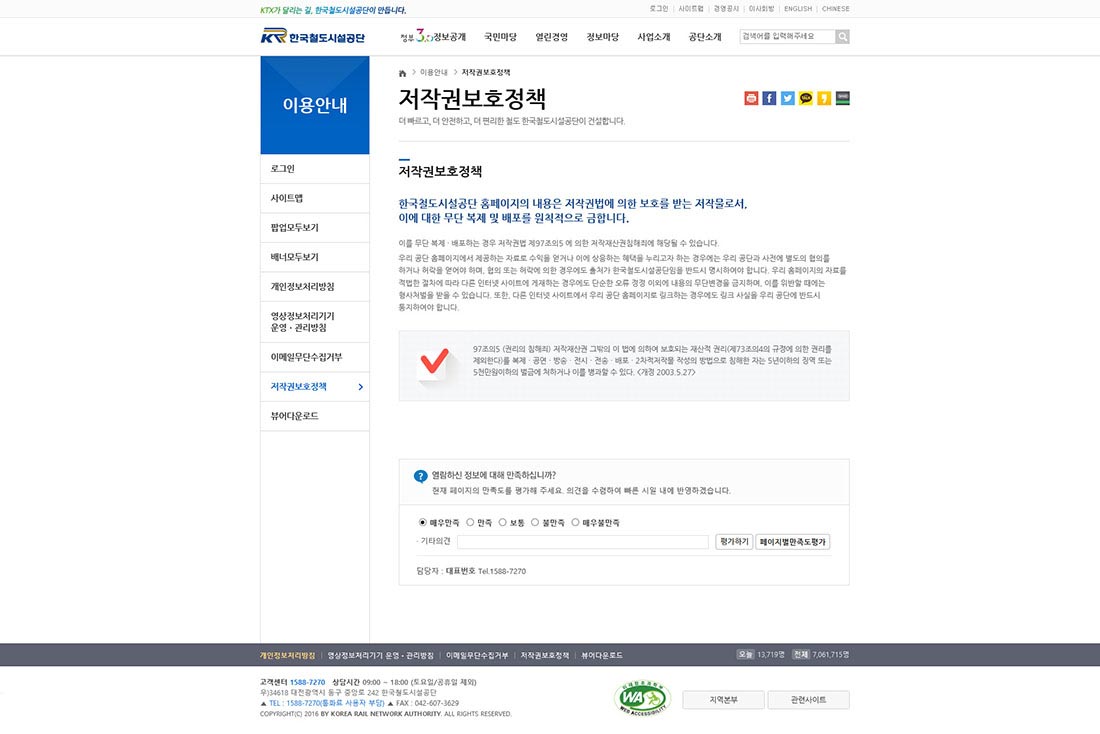 KTX가 달리는 길, 한국철도시설공단이 만듭니다.
로그인 | 사이트맵 | 경영공시 | 이사회방 | ENGLISH | CHINESE
KR 한국철도시설공단
정부3.0정보공개 국민마당 열린경영 정보마당 사업소개 공단소개
검색어를 입력해주세요
이용안내
로그인
사이트맵
팝업모두보기
배너모두보기
개인정보처리방침
영상정보처리기기
운영·관리방침
이메일무단수집거부
저작권보호정책
뷰어다운로드
> 이용안내 > 저작권보호정책
저작권보호정책
더 빠르고, 더 안전하고, 더 편리한 철도 한국철도시설공단이 건설합니다.
저작권보호정책
한국철도시설공단 홈페이지의 내용은 저작권법에 의한 보호를 받는 저작물로서,
이에 대한 무단 복제 및 배포를 원칙적으로 금합니다.
이를 무단 복제·배포하는 경우 저작권법 제97조의5 에 의한 저작재산권침해죄에 해당될 수 있습니다.
우리 공단 홈페이지에서 제공하는 자료로 수익을 얻거나 이에 상응하는 혜택을 누리고자 하는 경우에는 우리 공단과 사전에 별도의 협의를
하거나 허락을 얻어야 하며, 협의 또는 허락에 의한 경우에도 출처가 한국철도시설공단임을 반드시 명시하여야 합니다. 우리 홈페이지의 자료를
적법한 절차에 따라 다른 인터넷 사이트에 게재하는 경우에도 단순한 오류 정정 이외에 내용의 무단변경을 금지하며, 이를 위반할 때에는
형사처벌을 받을 수 있습니다. 또한, 다른 인터넷 사이트에서 우리 공단 홈페이지로 링크하는 경우에도 링크 사실을 우리 공단에 반드시
통지하여야 합니다.
97조의5 (권리의 침해죄) 저작재산권 그밖의 이 법에 의하여 보호되는 재산적 권리(제73조의4의 규정에 의한 권리를
제외한다)를 복제·공연·방송·전시·전송·배포·2차적저작물 작성의 방법으로 침해한 자는 5년이하의 징역 또는
5천만원이하의 벌금에 처하거나 이를 병과할 수 있다. <개정 2003.5.27>
? 열람하신 정보에 대해 만족하십니까?
현재 페이지의 만족도를 평가해 주세요. 의견을 수렴하여 빠른 시일 내에 반영하겠습니다.
매우만족 만족 보통 불만족 매우불만족
· 기타의견 평가하기 페이지별만족도평가
담당자 : 대표번호 Tel.1588-7270
개인정보처리방침 | 영상정보처리기기 운영·관리방침 | 이메일무단수집거부 | 저작권보호정책 | 뷰어다운로드 오늘 13,719명 전체 7,061,715명
고객센터 1588-7270 상담시간 09:00 ~ 18:00 (토요일/공휴일 제외)
우)34618 대전광역시 동구 중앙로 242 한국철도시설공단
▲ TEL : 1588-7270(통화료 사용자 부담) ▲ FAX : 042-607-3629
COPYRIGHT(C) 2016 BY KOREA RAIL NETWORK AUTHORITY. ALL RIGHTS RESERVED.
WA
WEB ACCESSIBILITY
지역본부 관련사이트